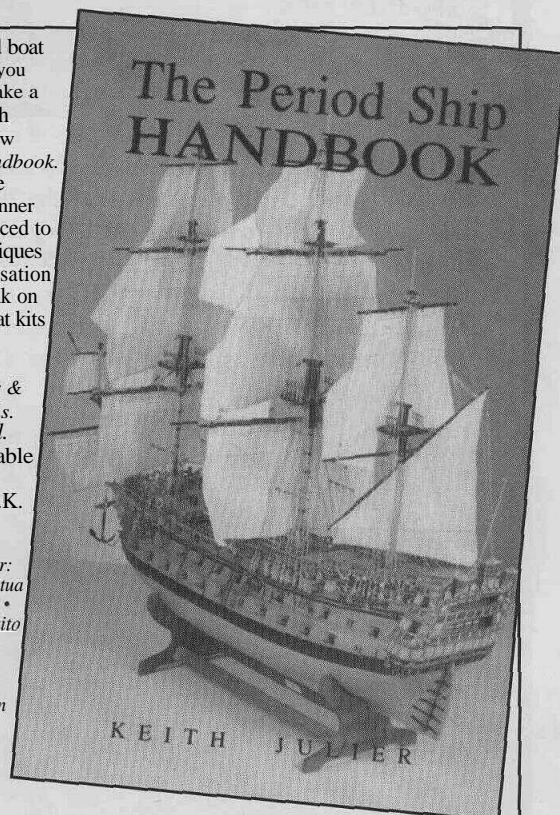 boat
you
ake a
h
w
ndbook.
e
nner
ced to
iques
sation
k on
at kits
&
s.
l.
able
.K.
r:
tua
•
ito
n
The Period Ship
HANDBOOK
KEITH JULIER